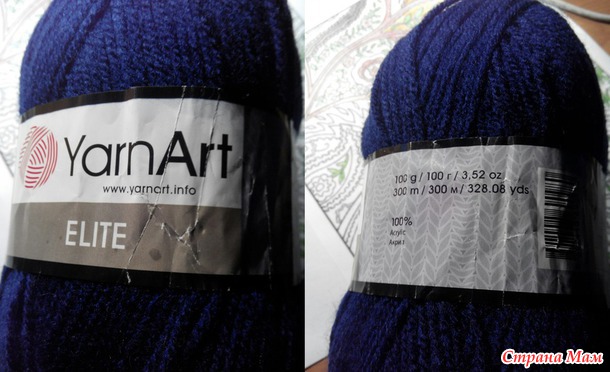 YarnArt
www.yarnart.info
ELITE
100 g / 100 г / 3,52 oz
300 m / 300 м / 328.08 yds
100%
Acrylic
Акрил
Страна Мам